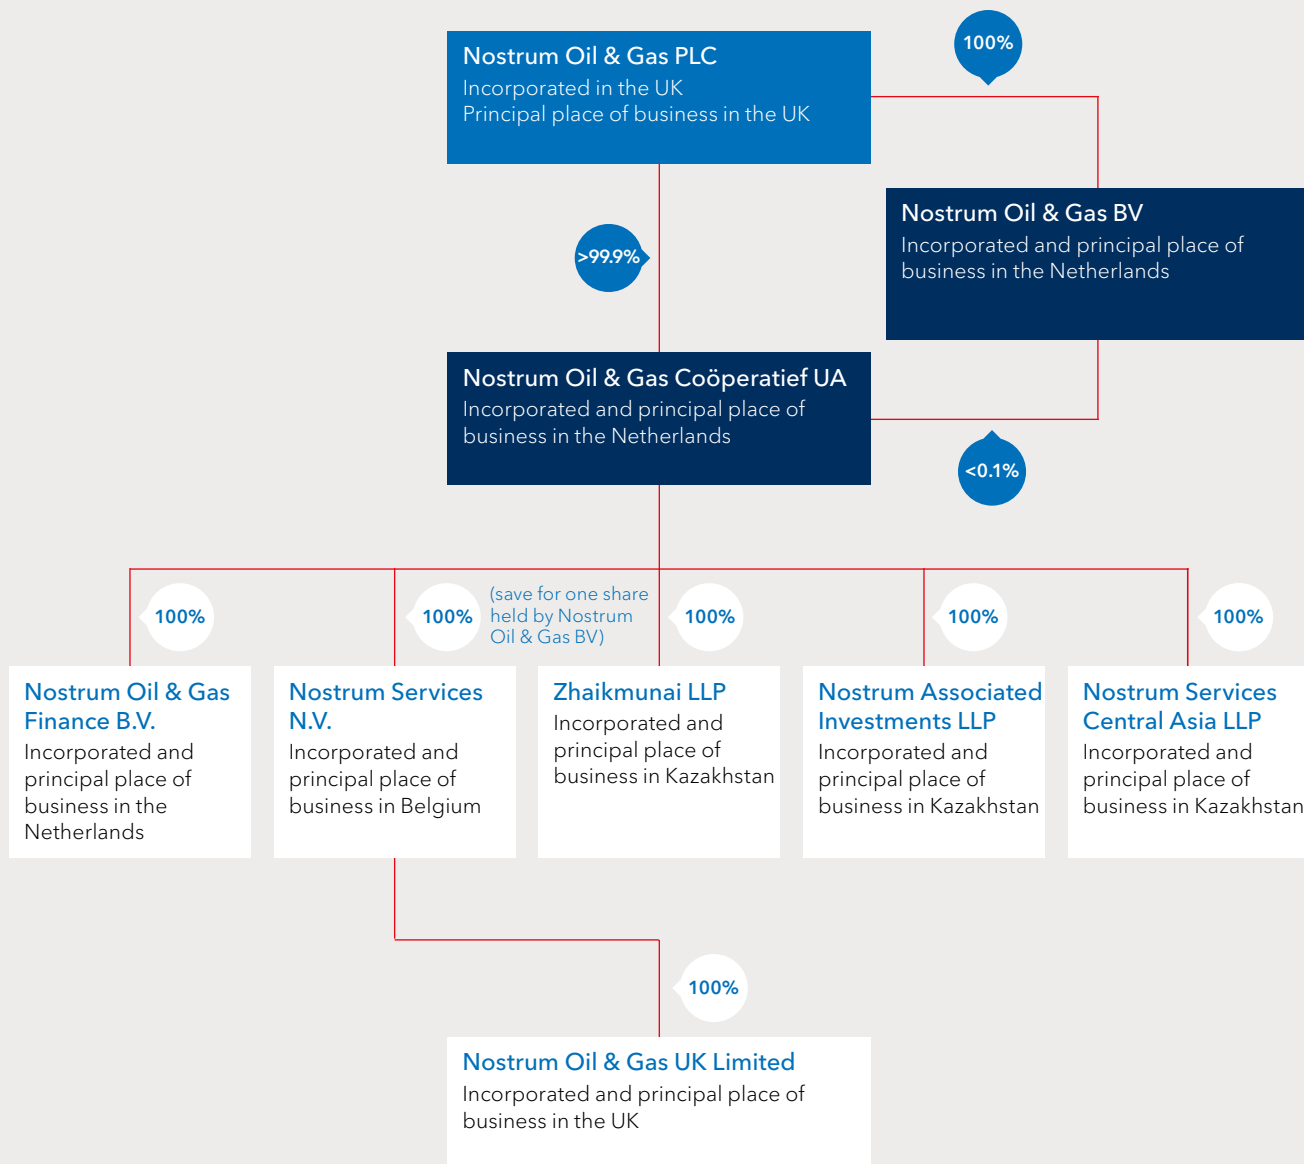 Nostrum Oil & Gas PLC
Incorporated in the UK
Principal place of business in the UK
100%
Nostrum Oil & Gas BV
Incorporated and principal place of
business in the Netherlands
>99.9%
Nostrum Oil & Gas Coöperatief UA
Incorporated and principal place of
business in the Netherlands
<0.1%
100%
100%
(save for one share
held by Nostrum
Oil & Gas BV)
100%
100%
100%
Nostrum Oil & Gas
Finance B.V.
Incorporated and
principal place of
business in the
Netherlands
Nostrum Services
N.V.
Incorporated and
principal place of
business in Belgium
Zhaikmunai LLP
Incorporated and
principal place of
business in Kazakhstan
Nostrum Associated
Investments LLP
Incorporated and
principal place of
business in Kazakhstan
Nostrum Services
Central Asia LLP
Incorporated and
principal place of
business in Kazakhstan
100%
Nostrum Oil & Gas UK Limited
Incorporated and principal place of
business in the UK